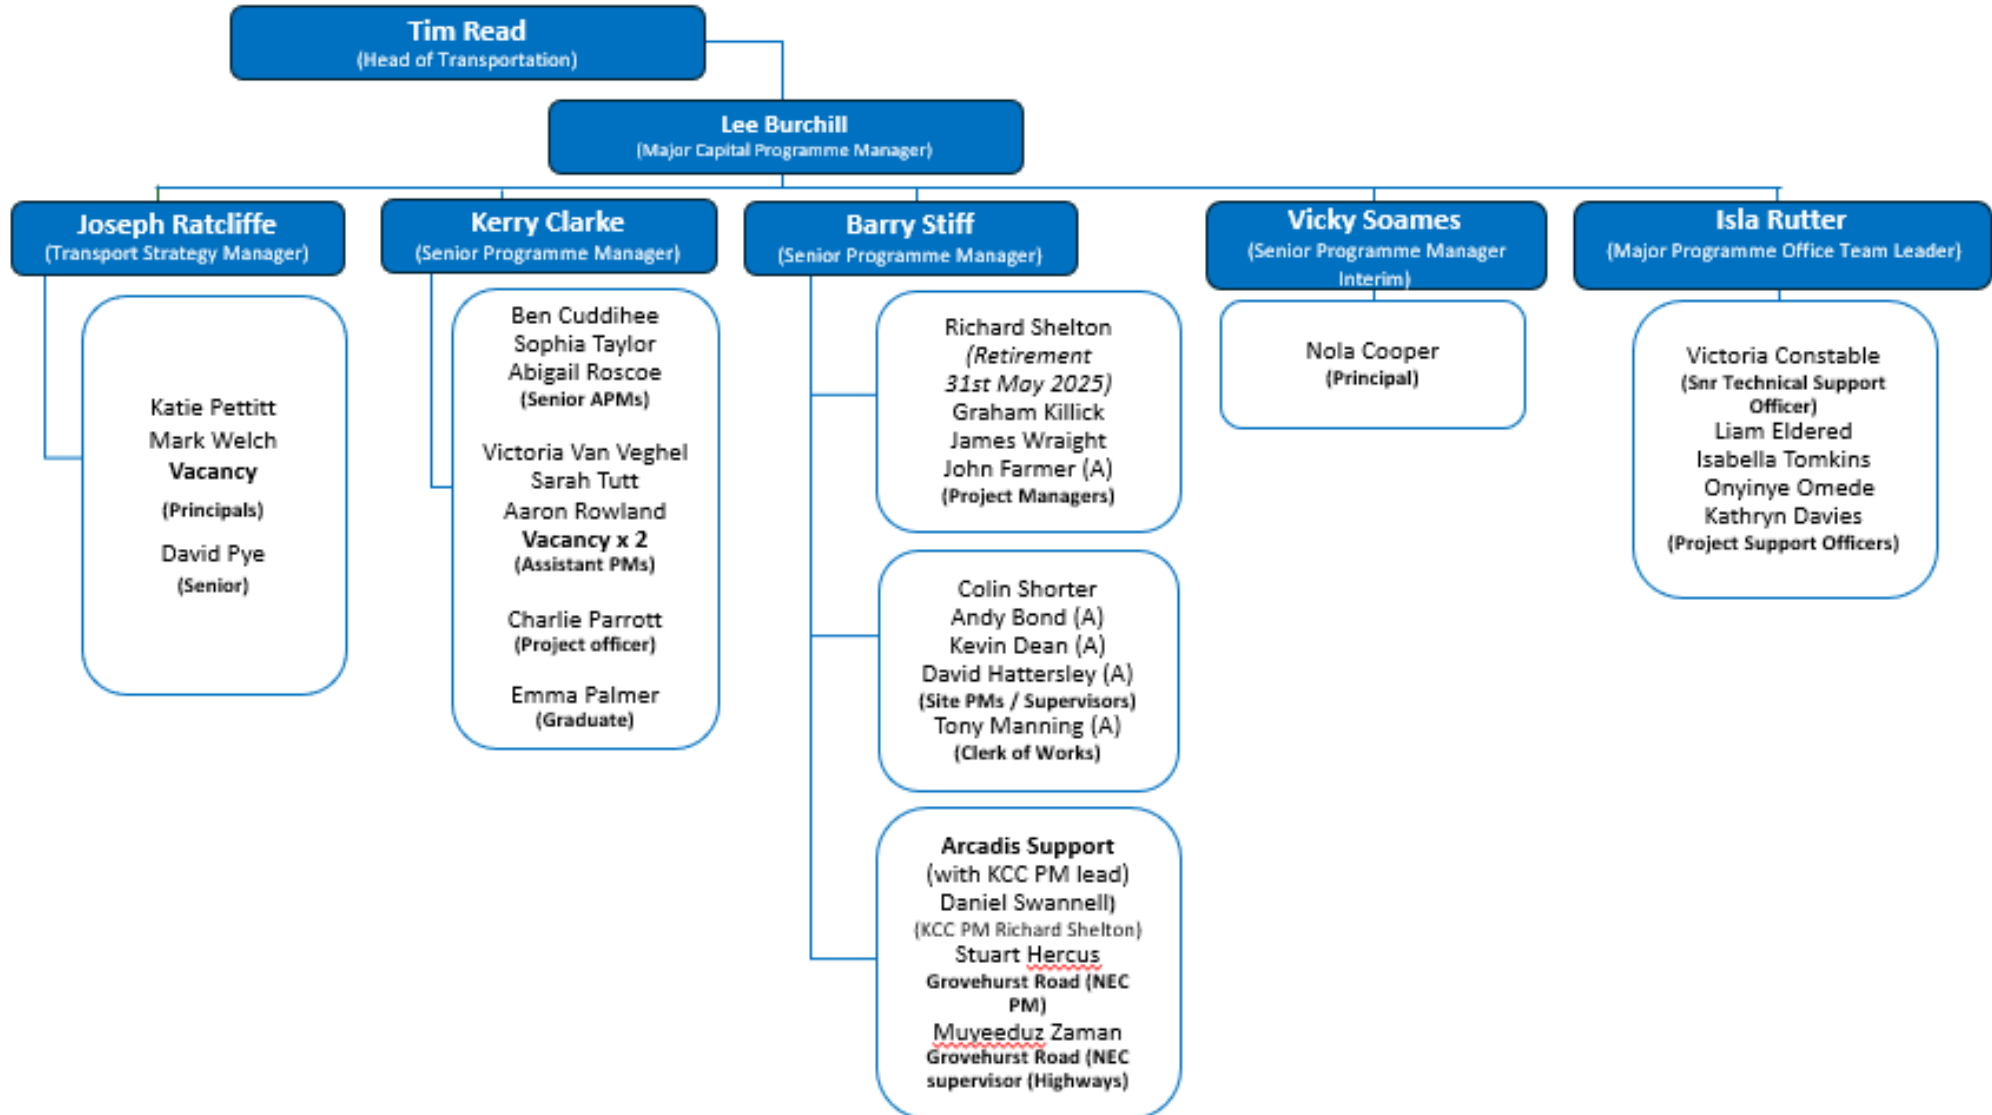 Tim Read
(Head of Transportation)
Lee Burchill
(Major Capital Programme Manager)
Joseph Ratcliffe
(Transport Strategy Manager)
Katie Pettitt
Mark Welch
Vacancy
(Principals)
David Pye
(Senior)
Kerry Clarke
(Senior Programme Manager)
Ben Cuddihee
Sophia Taylor
Abigail Roscoe
(Senior APMs)
Victoria Van Veghel
Sarah Tutt
Aaron Rowland
Vacancy x 2
(Assistant PMs)
Charlie Parrott
(Project officer)
Emma Palmer
(Graduate)
Barry Stiff
(Senior Programme Manager)
Richard Shelton
(Retirement
31st May 2025)
Graham Killick
James Wraight
John Farmer (A)
(Project Managers)
Colin Shorter
Andy Bond (A)
Kevin Dean (A)
David Hattersley (A)
(Site PMs / Supervisors)
Tony Manning (A)
(Clerk of Works)
Arcadis Support
(with KCC PM lead)
Daniel Swannell)
(KCC PM Richard Shelton)
Stuart Hercus
Grovehurst Road (NEC
PM)
Muyeeduz Zaman
Grovehurst Road (NEC
supervisor (Highways)
Vicky Soames
(Senior Programme Manager
Interim)
Nola Cooper
(Principal)
Isla Rutter
(Major Programme Office Team Leader)
Victoria Constable
(Snr Technical Support
Officer)
Liam Eldered
Isabella Tomkins
Onyinye Omede
Kathryn Davies
(Project Support Officers)